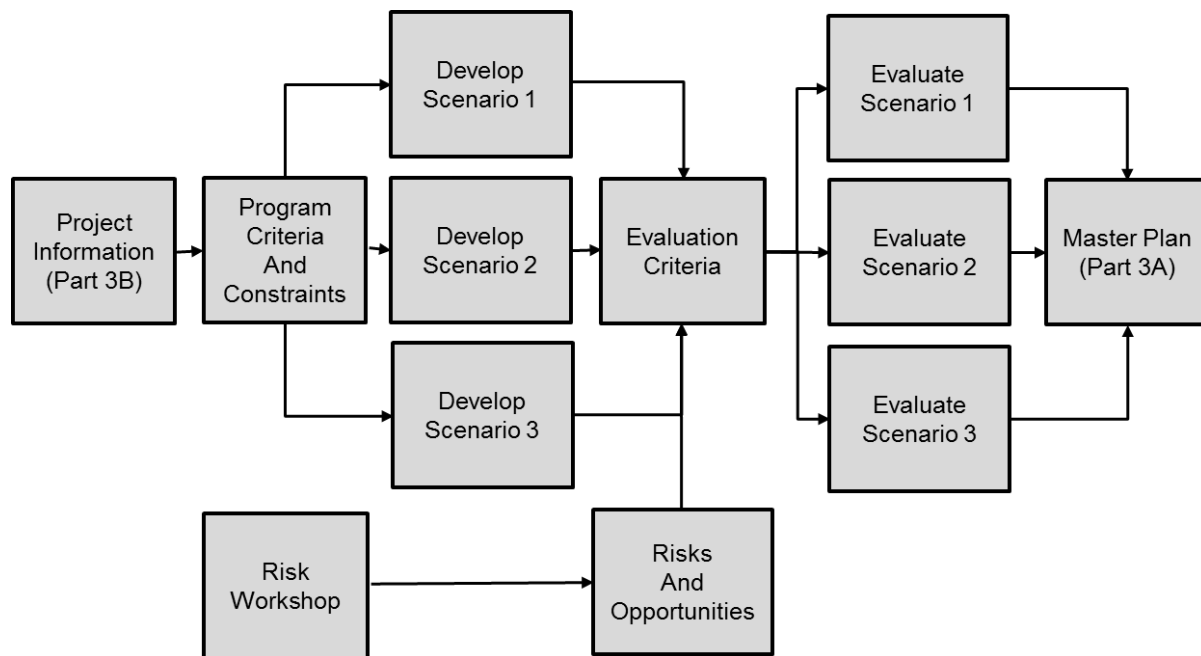 Project
Information
(Part 3B)
Program
Criteria
And
Constraints
Develop
Scenario 1
Develop
Scenario 2
Develop
Scenario 3
Risk
Workshop
Risks
And
Opportunities
Evaluation
Criteria
Evaluate
Scenario 1
Evaluate
Scenario 2
Evaluate
Scenario 3
Master Plan
(Part 3A)